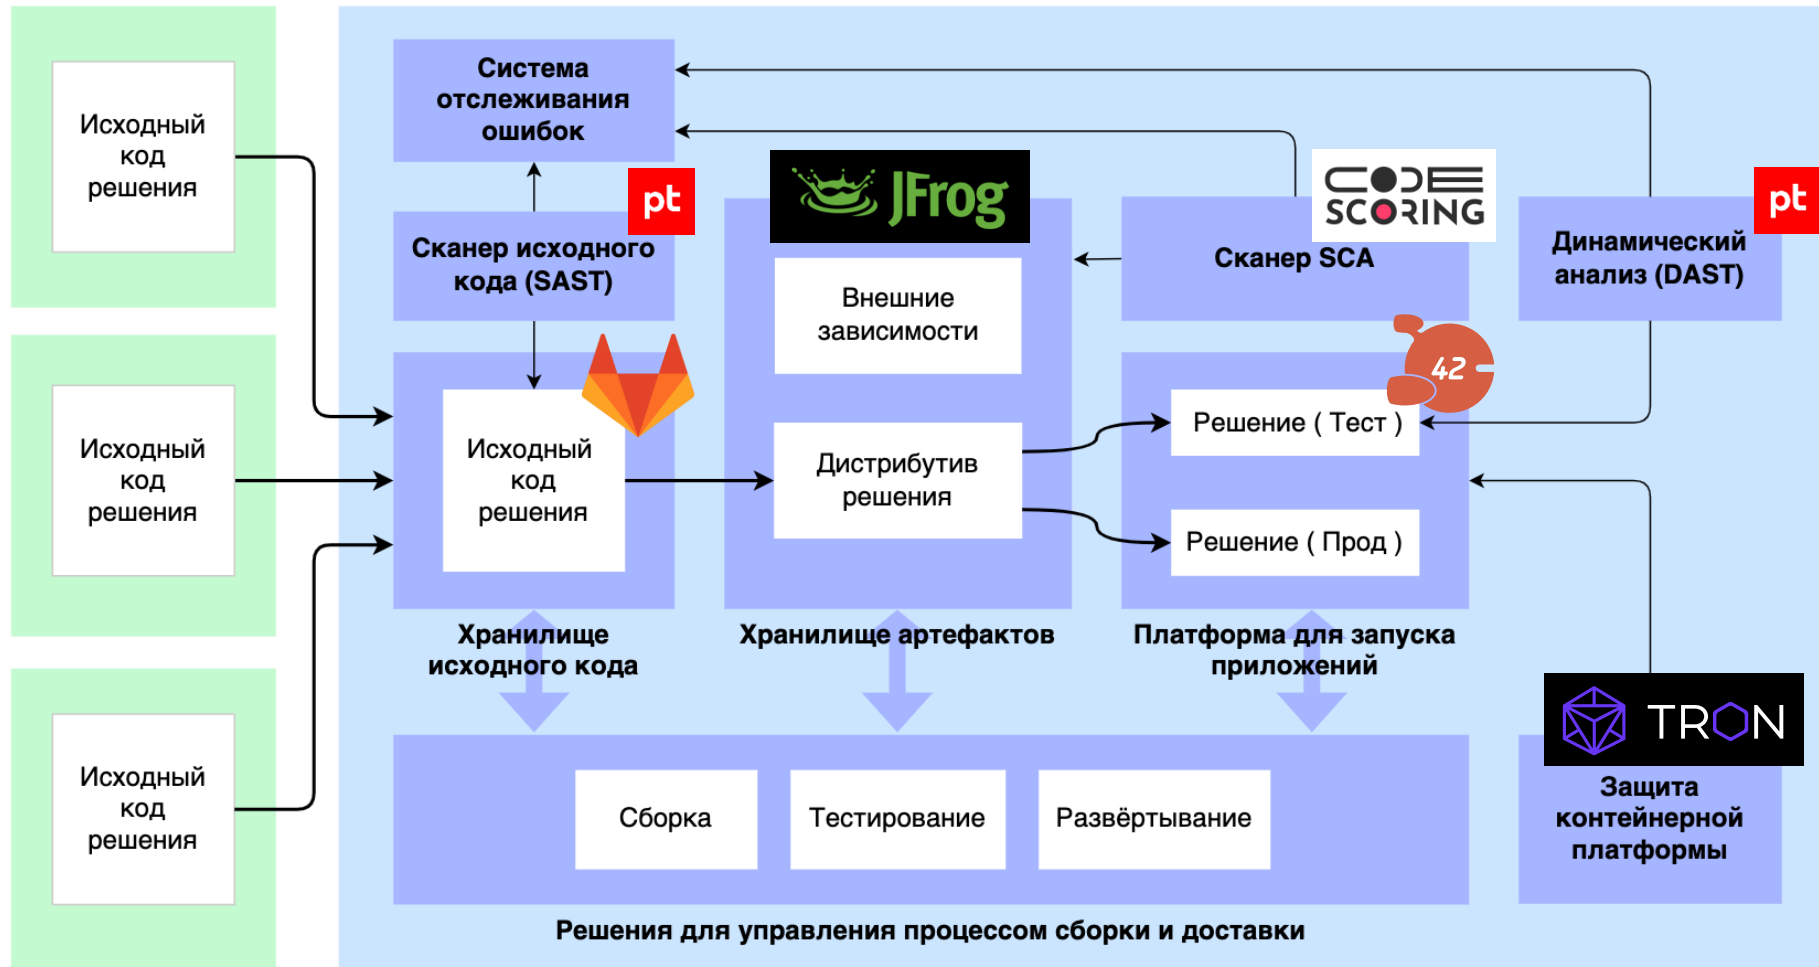 Исходный
код
решения
Исходный
код
решения
Исходный
код
решения
Система
отслеживания
ошибок
pt
Сканер исходного
кода (SAST)
Исходный
код
решения
Хранилище
исходного кода
JFrog
Внешние
зависимости
Дистрибутив
решения
Хранилище артефактов
CODE
SCORING
Сканер SCA
42
Решение ( Тест )
Решение ( Прод )
Платформа для запуска
приложений
pt
Динамический
анализ (DAST)
TRON
Защита
контейнерной
платформы
Сборка
Тестирование
Развёртывание
Решения для управления процессом сборки и доставки